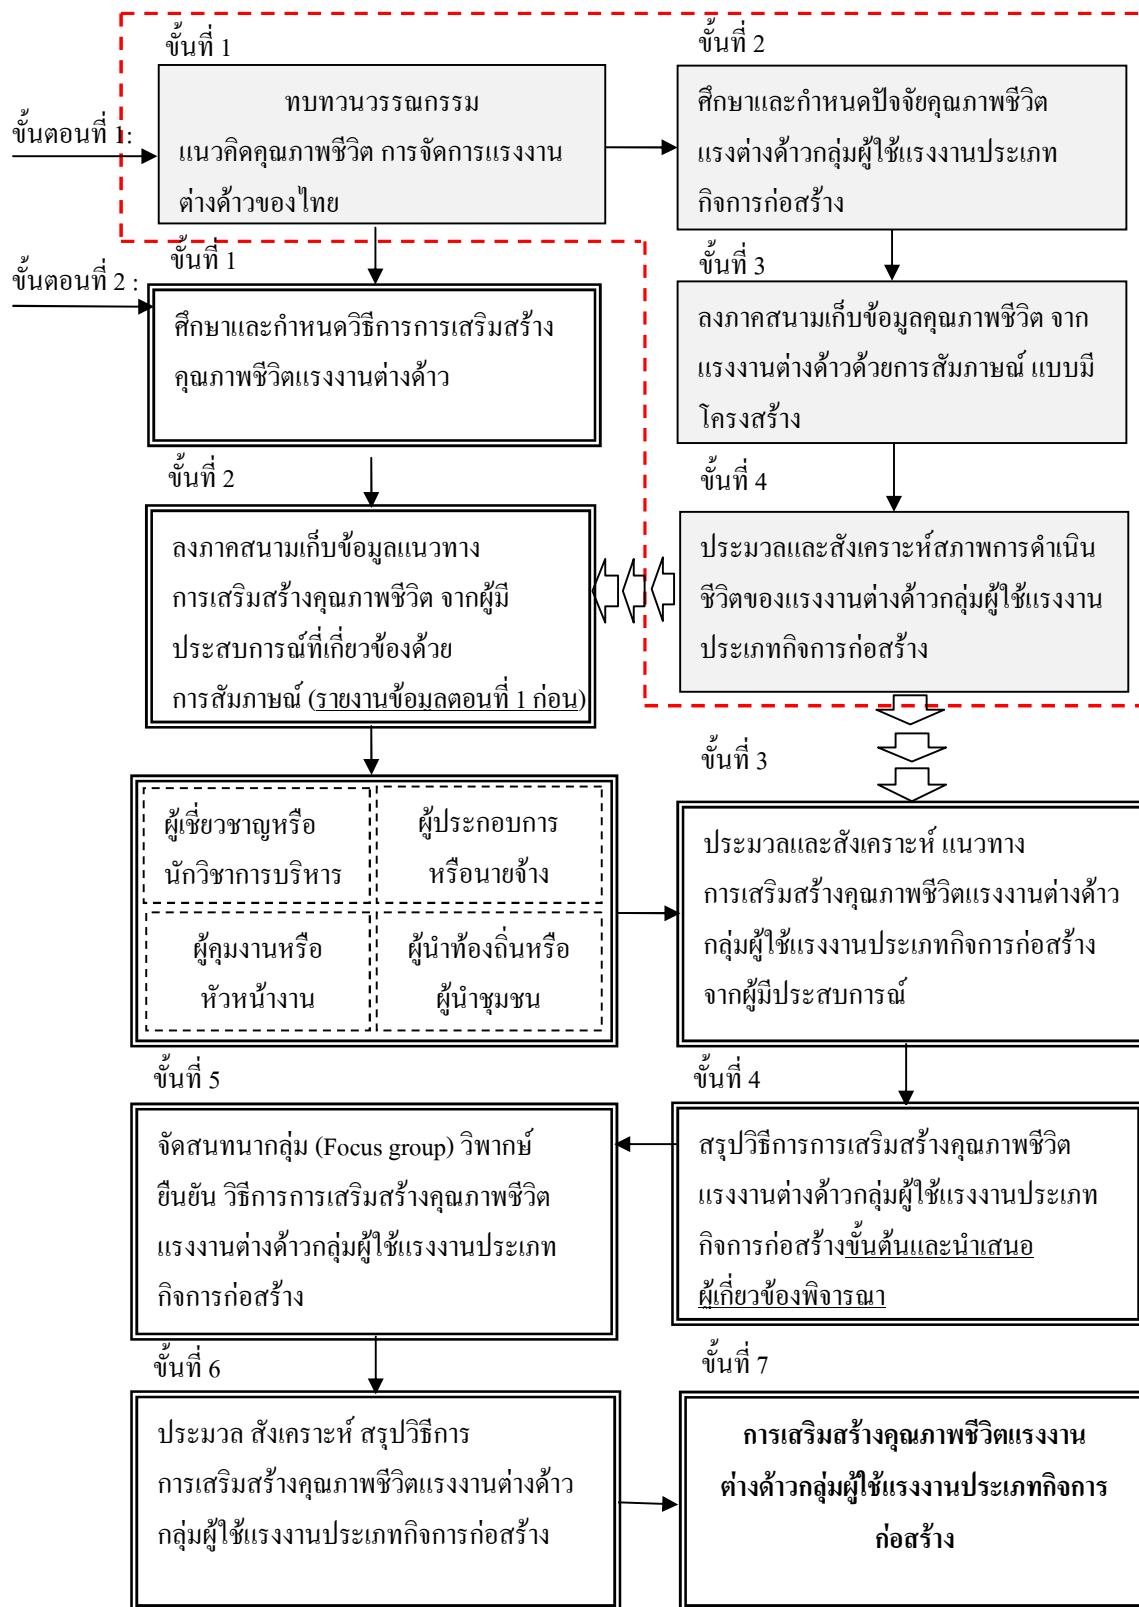 ขั้นที่ 1
ขั้นที่ 2
ขั้นตอนที่ 1:
ทบทวนวรรณกรรม
แนวคิดคุณภาพชีวิต การจัดการแรงงาน
ต่างด้าวของไทย
ศึกษาและกำหนดปัจจัยคุณภาพชีวิต
แรงต่างด้าวกลุ่มผู้ใช้แรงงานประเภท
กิจการก่อสร้าง
ขั้นที่ 1
ขั้นที่ 3
ขั้นตอนที่ 2 :
ศึกษาและกำหนดวิธีการการเสริมสร้าง
คุณภาพชีวิตแรงงานต่างด้าว
ลงภาคสนามเก็บข้อมูลคุณภาพชีวิต จาก
แรงงานต่างด้าวด้วยการสัมภาษณ์ แบบมี
โครงสร้าง
ขั้นที่ 2
ขั้นที่ 4
ลงภาคสนามเก็บข้อมูลแนวทาง
การเสริมสร้างคุณภาพชีวิต จากผู้มี
ประสบการณ์ที่เกี่ยวข้องด้วย
การสัมภาษณ์ (รายงานข้อมูลตอนที่ 1 ก่อน)
ประมวลและสังเคราะห์สภาพการดำเนิน
ชีวิตของแรงงานต่างด้าวกลุ่มผู้ใช้แรงงาน
ประเภทกิจการก่อสร้าง
ขั้นที่ 3
ผู้เชี่ยวชาญหรือ
นักวิชาการบริหาร
ผู้ประกอบการ
หรือนายจ้าง
ผู้คุมงานหรือ
หัวหน้างาน
ผู้นำท้องถิ่นหรือ
ผู้นำชุมชน
ประมวลและสังเคราะห์ แนวทาง
การเสริมสร้างคุณภาพชีวิตแรงงานต่างด้าว
กลุ่มผู้ใช้แรงงานประเภทกิจการก่อสร้าง
จากผู้มีประสบการณ์
ขั้นที่ 5
ขั้นที่ 4
จัดสนทนากลุ่ม (Focus group) วิพากษ์
ยืนยัน วิธีการการเสริมสร้างคุณภาพชีวิต
แรงงานต่างด้าวกลุ่มผู้ใช้แรงงานประเภท
กิจการก่อสร้าง
สรุปวิธีการการเสริมสร้างคุณภาพชีวิต
แรงงานต่างด้าวกลุ่มผู้ใช้แรงงานประเภท
กิจการก่อสร้างขั้นต้นและนำเสนอ
ผู้เกี่ยวข้องพิจารณา
ขั้นที่ 6
ขั้นที่ 7
ประมวล สังเคราะห์ สรุปวิธีการ
การเสริมสร้างคุณภาพชีวิตแรงงานต่างด้าว
กลุ่มผู้ใช้แรงงานประเภทกิจการก่อสร้าง
การเสริมสร้างคุณภาพชีวิตแรงงาน
ต่างด้าวกลุ่มผู้ใช้แรงงานประเภทกิจการ
ก่อสร้าง